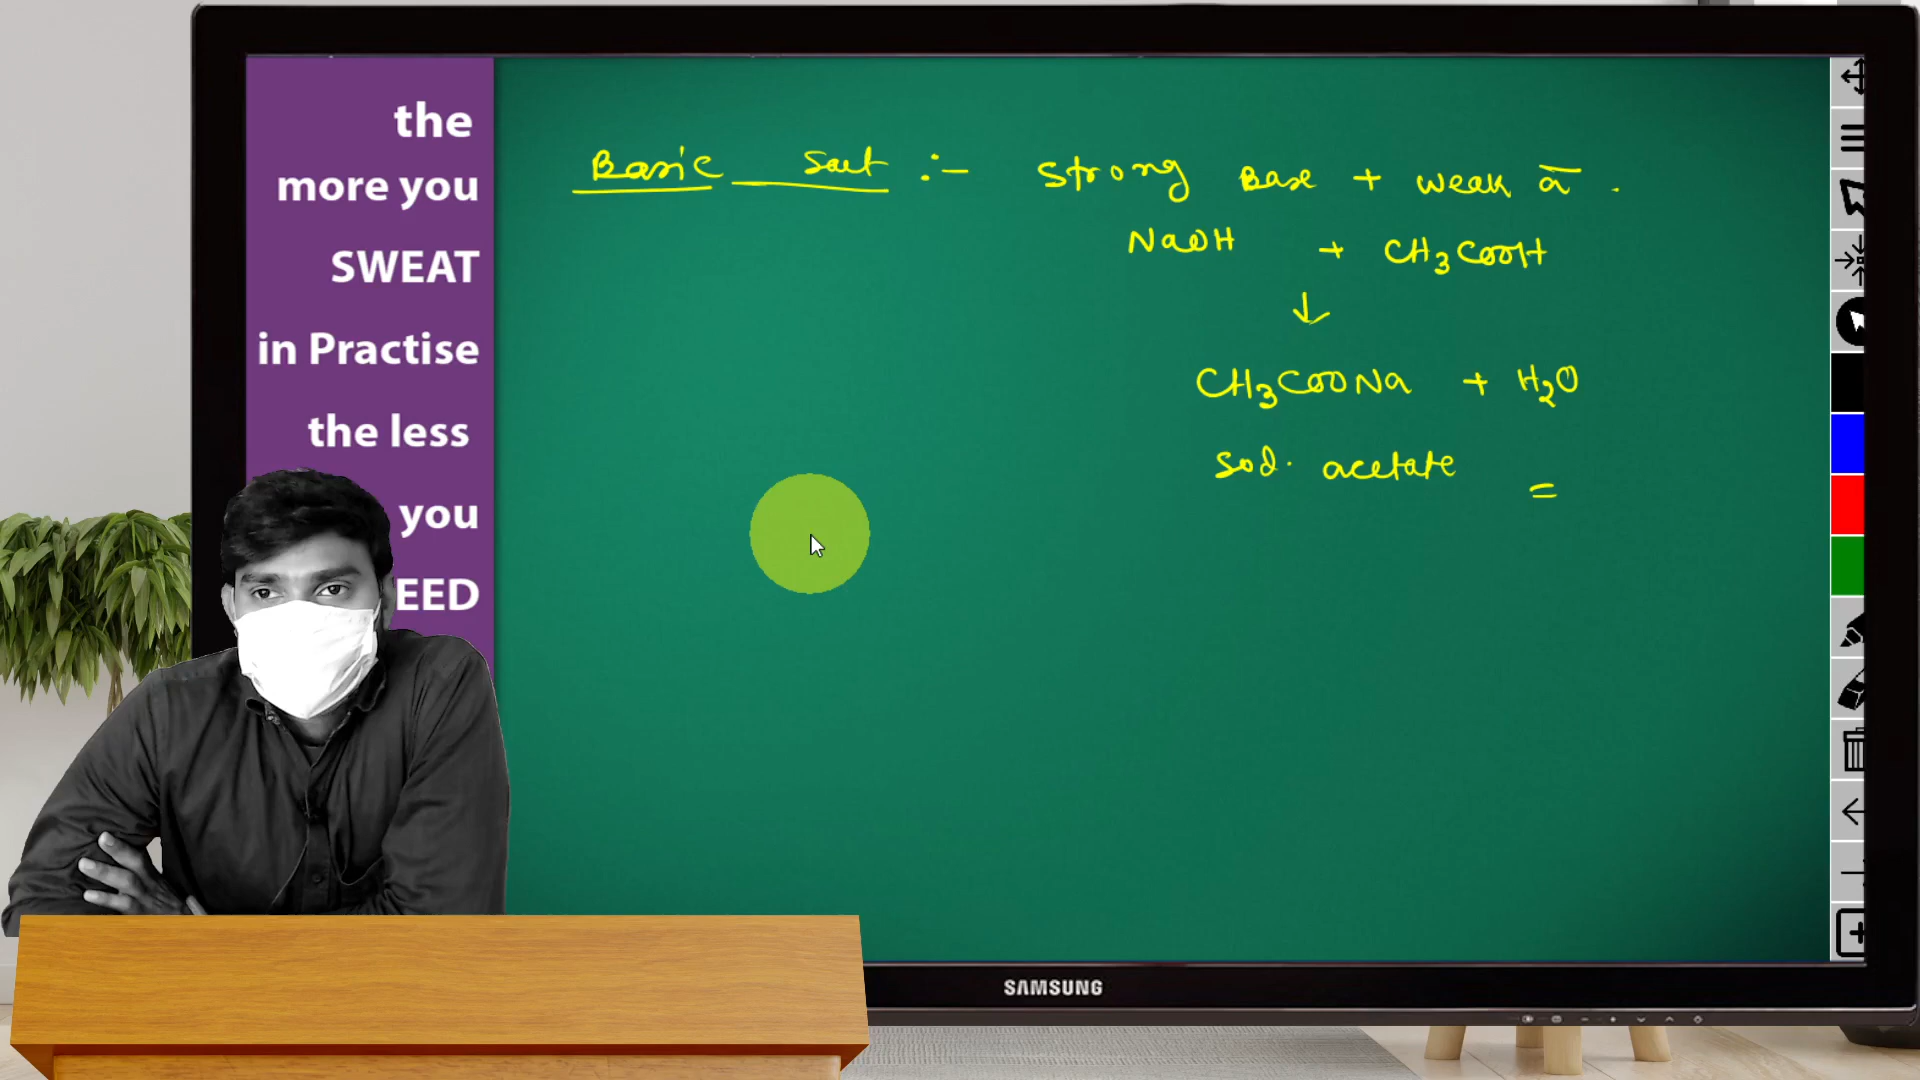 the
more you
SWEAT
in Practise
the less
you
EED
Basic Salt :- Strong Base + weak a̅ .
NaOH + CH3COOH
↓
CH3COONa + H2O
Sod. acetate =
SAMSUNG